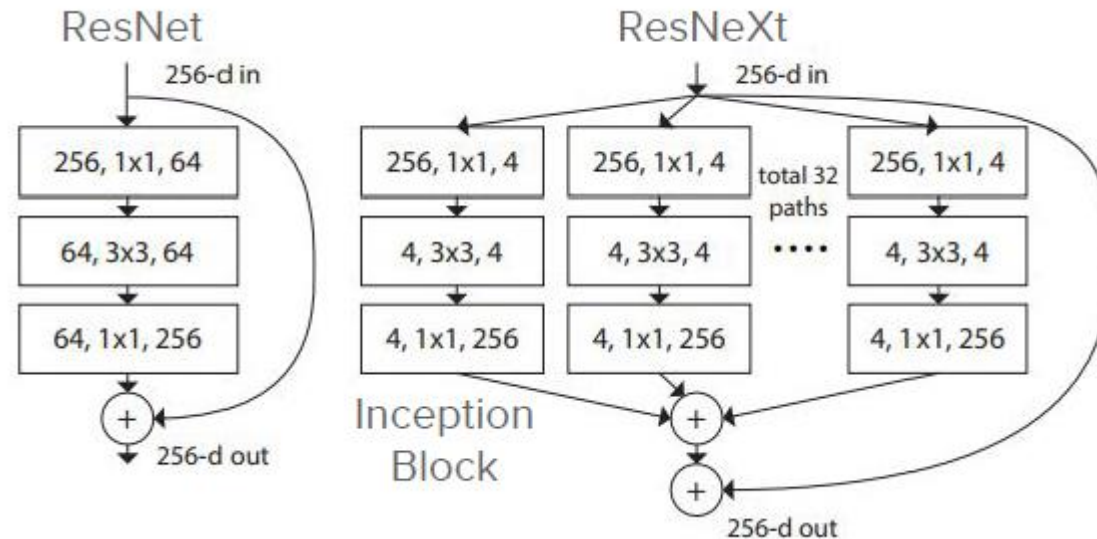 ResNet
256-d in
256, 1x1, 64
64, 3x3, 64
64, 1x1, 256
+
256-d out
ResNeXt
256-d in
256, 1x1, 4
256, 1x1, 4
total 32
paths
256, 1x1, 4
4, 3x3, 4
4, 3x3, 4
....
4, 3x3, 4
4, 1x1, 256
4, 1x1, 256
4, 1x1, 256
Inception
Block
+
+
256-d out